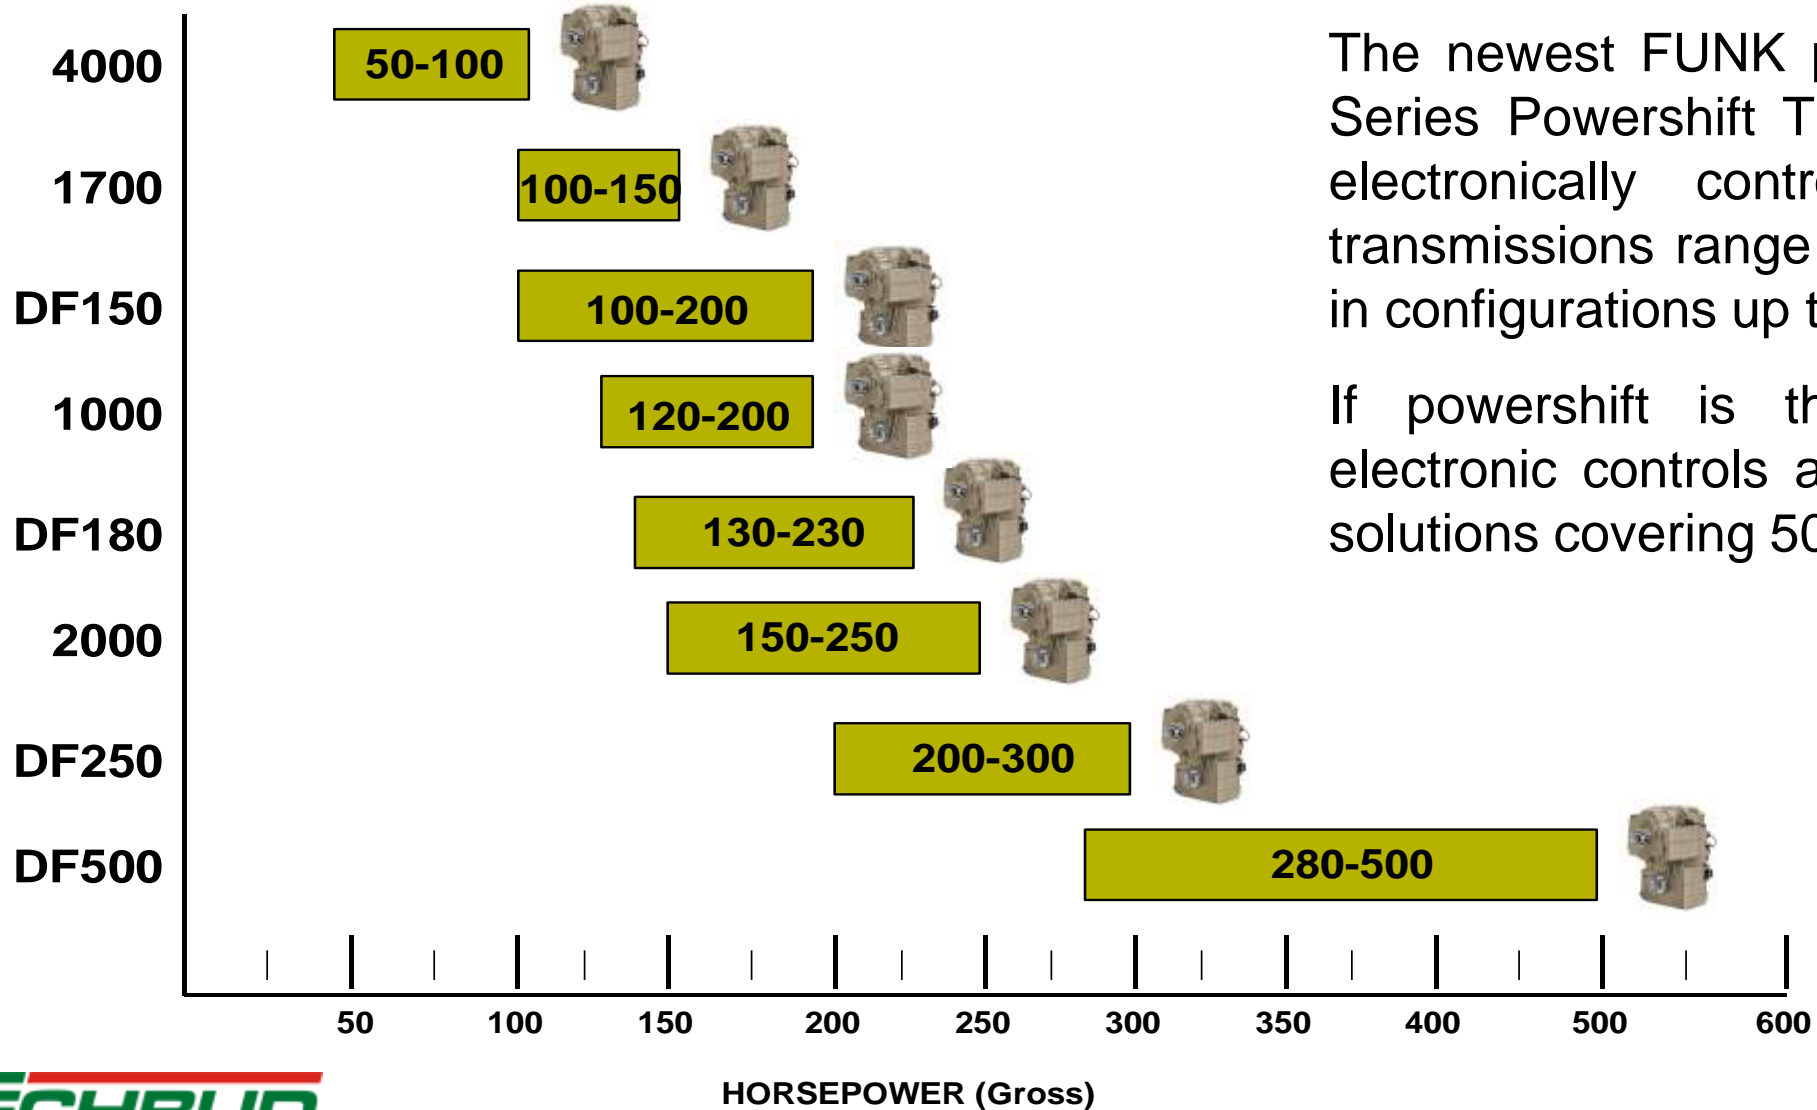 4000
50-100
1700
100-150
DF150
100-200
1000
120-200
DF180
130-230
2000
150-250
DF250
200-300
DF500
280-500
50 100 150 200 250 300 350 400 500 600
HORSEPOWER (Gross)
The newest FUNK
Series Powershift
electronically
transmissions range
in configurations up
If powershift is
electronic controls
solutions covering 50